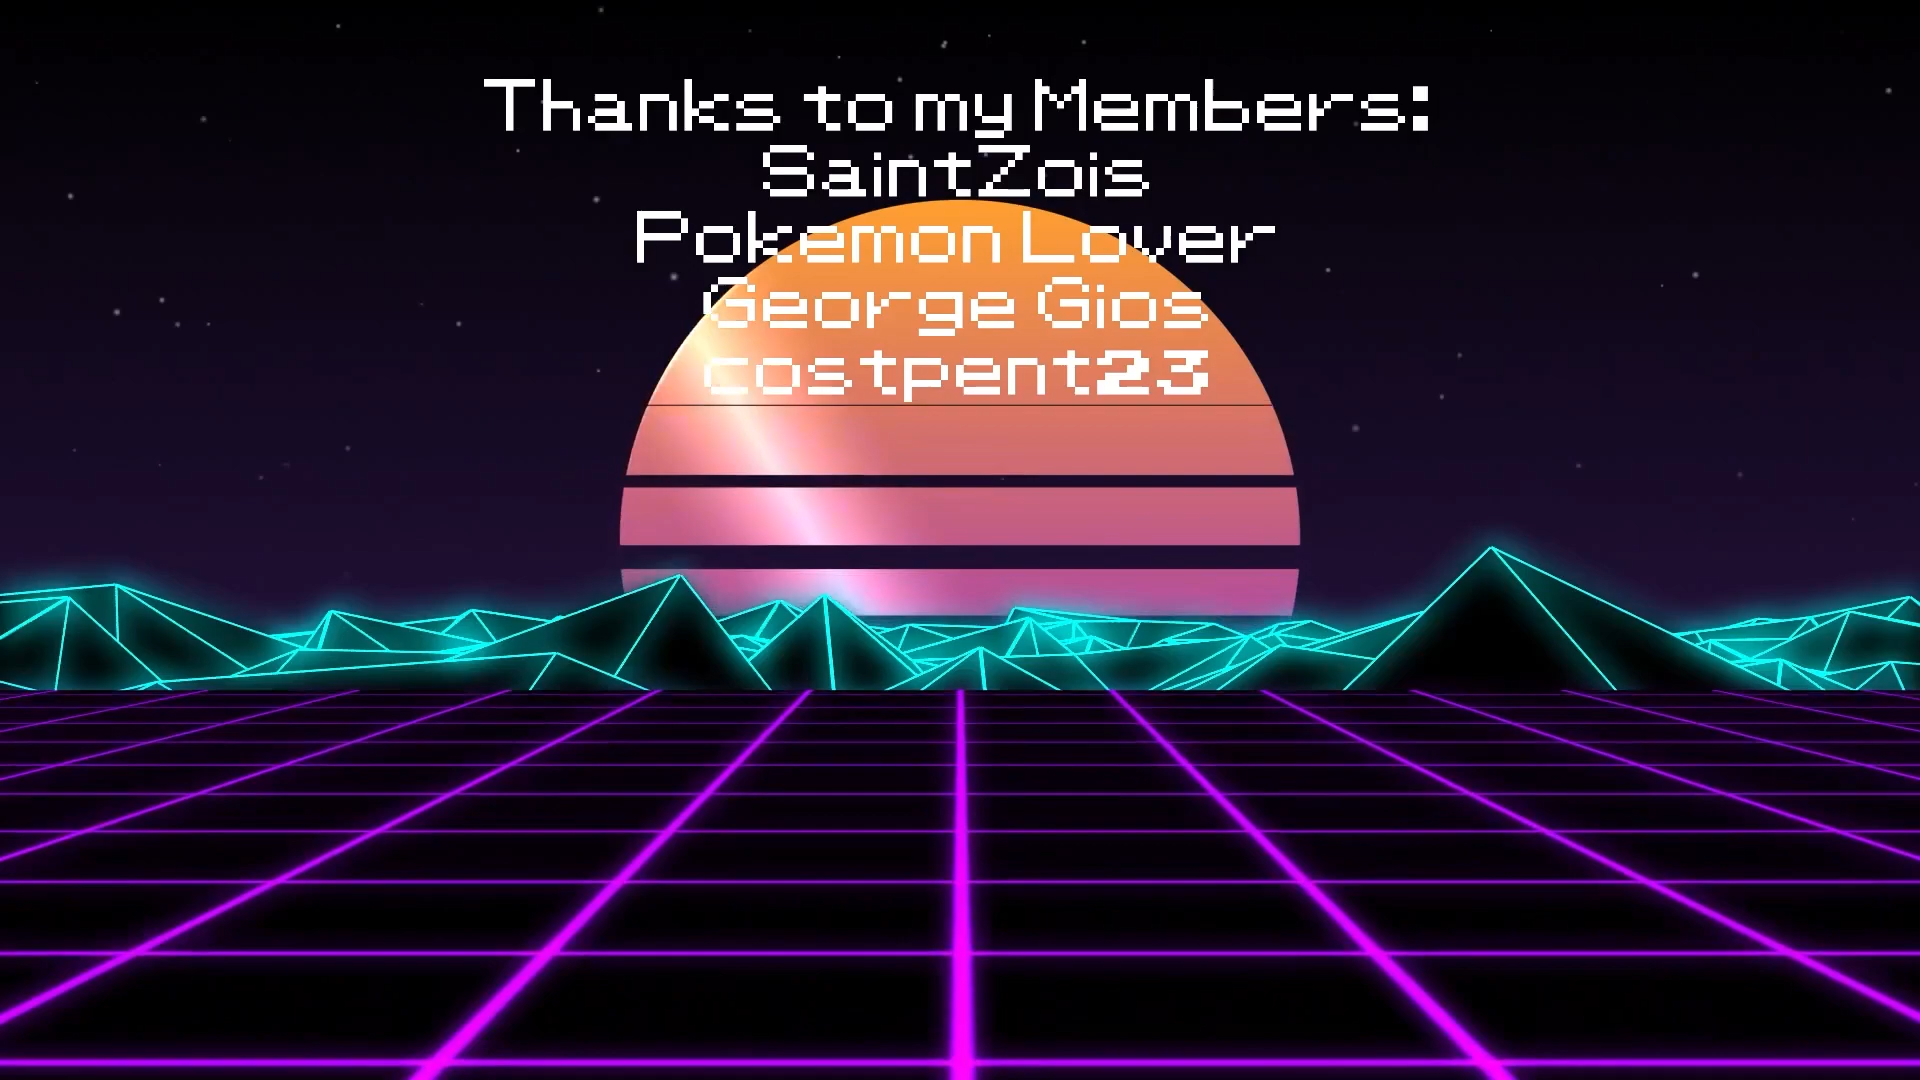 Thanks to my Members:
SaintZois
Pokemon Lover
George Gios
costpent23